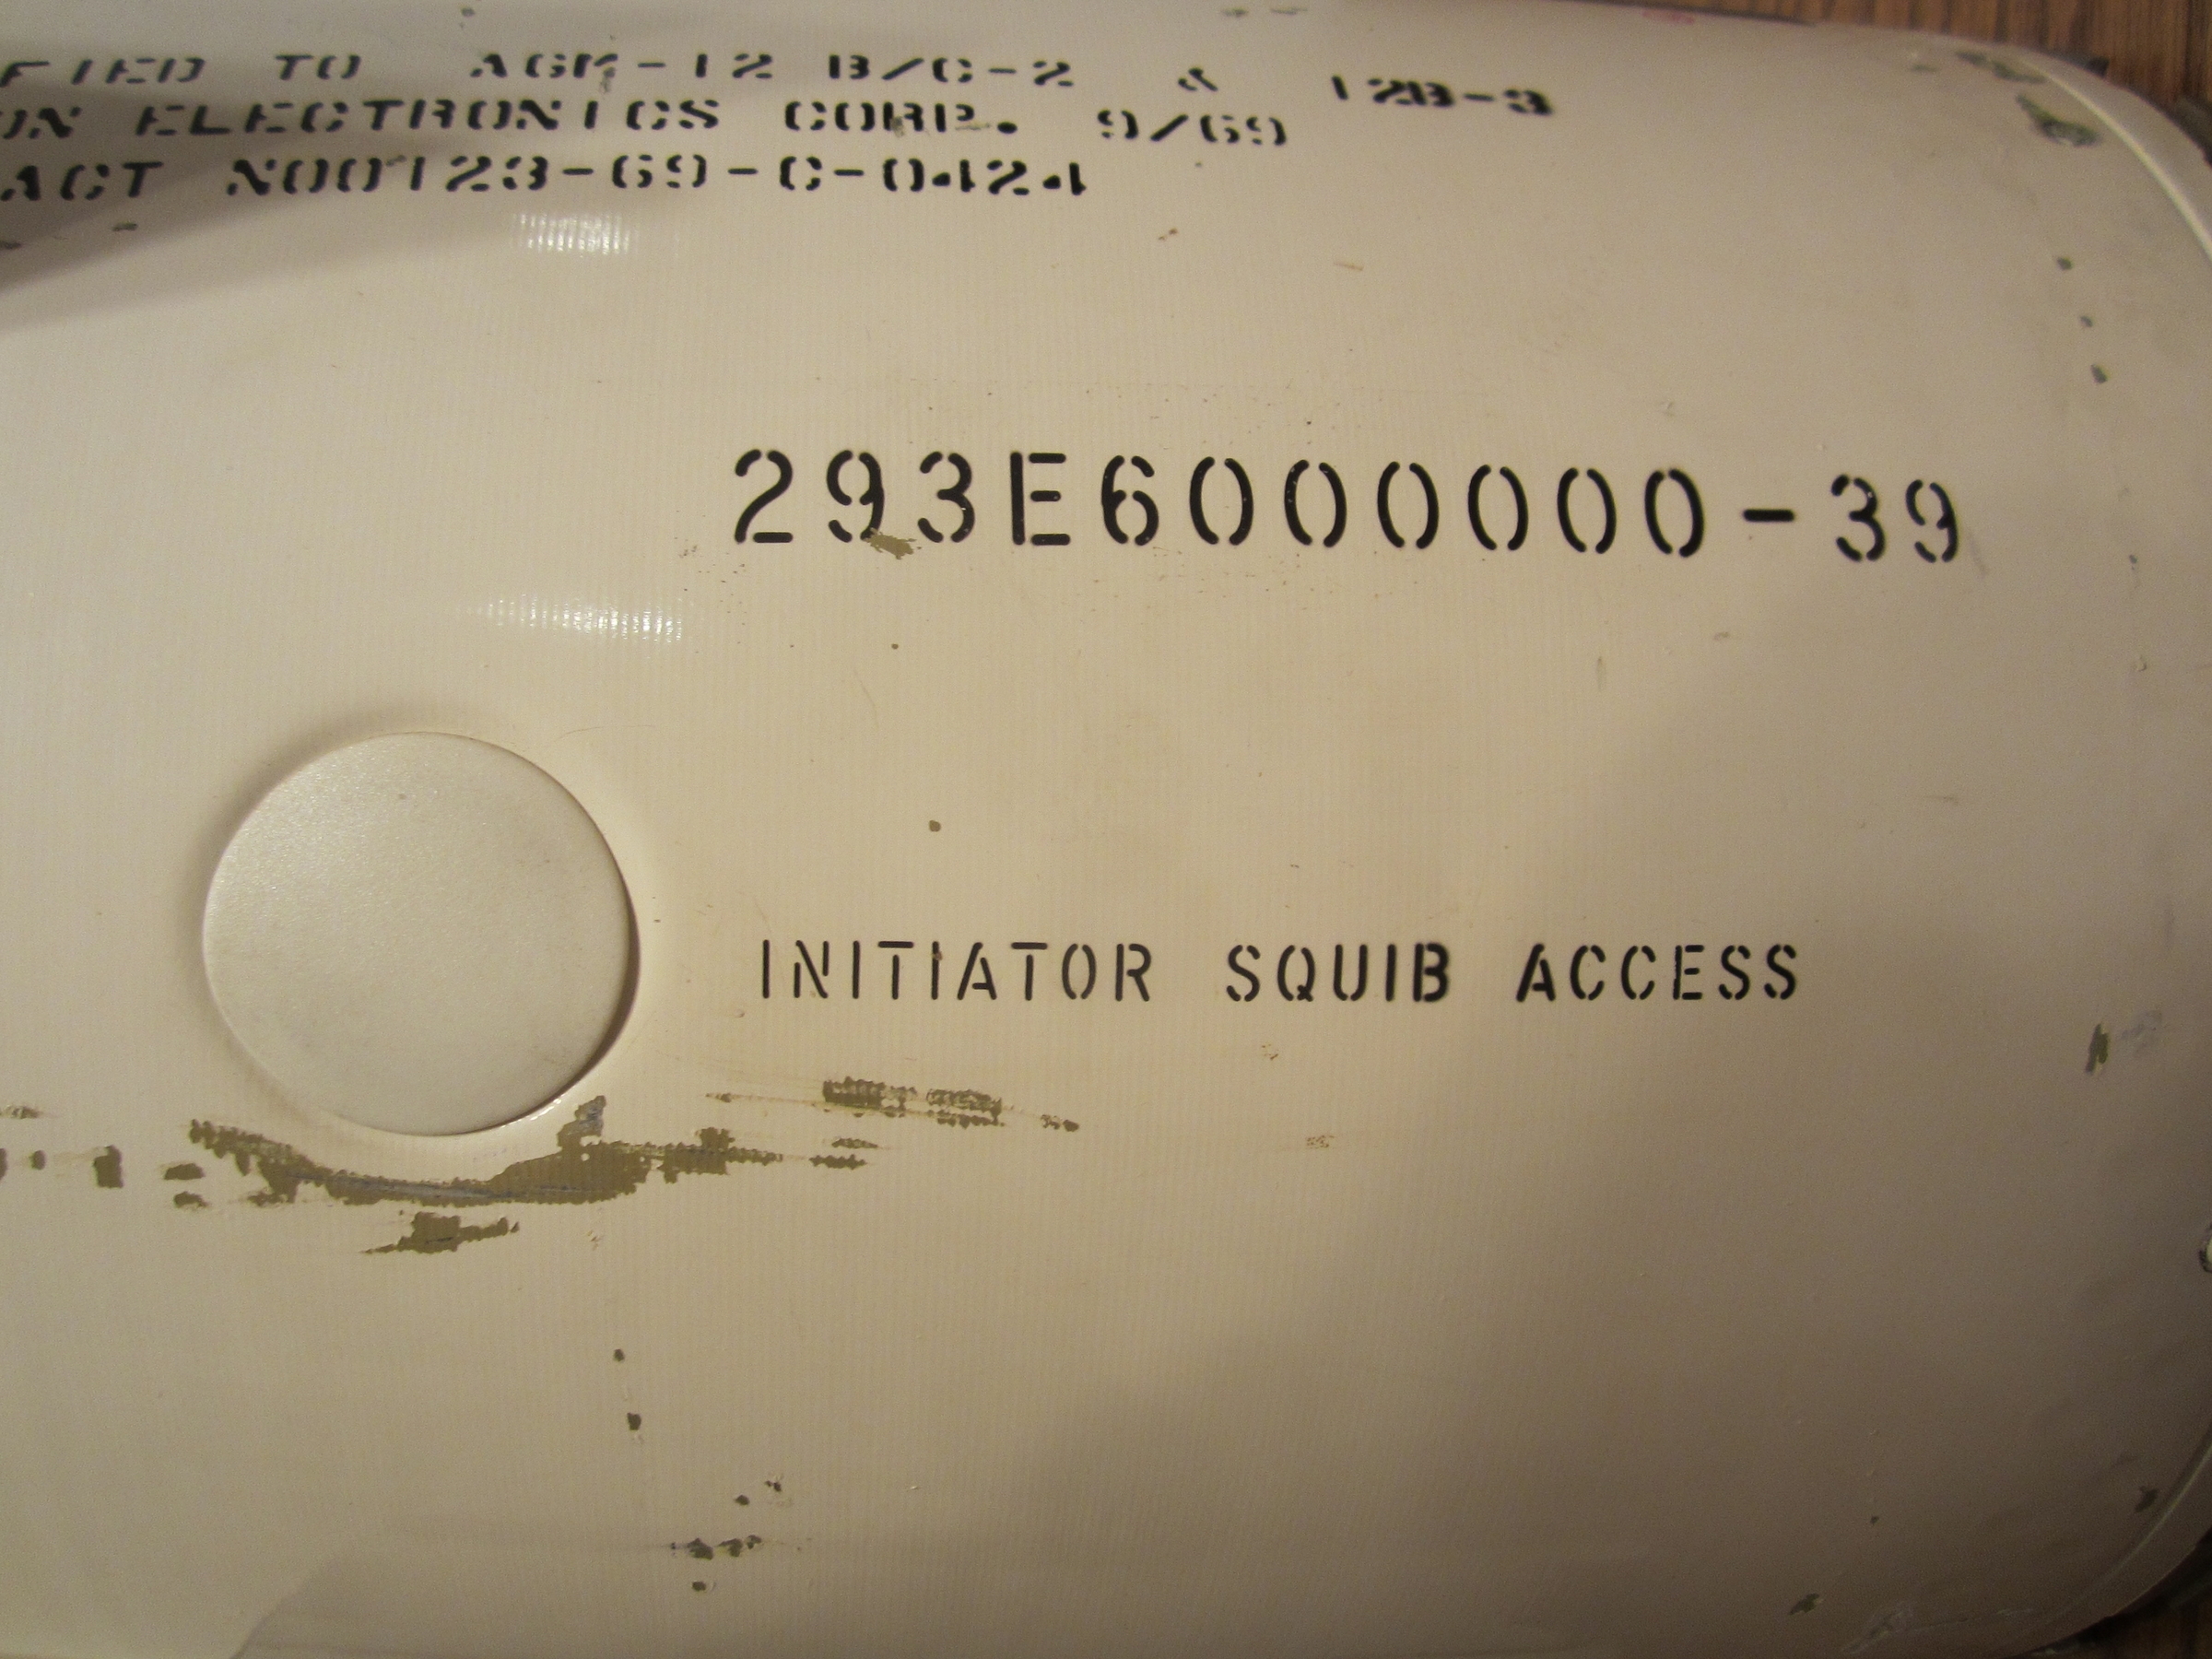 FIED TO AGM-12 B/C-2 & 12B-3
ON ELECTRONICS CORP. 9/69
ACT N00123-69-C-0424
293E6000000-39
INITIATOR SQUIB ACCESS